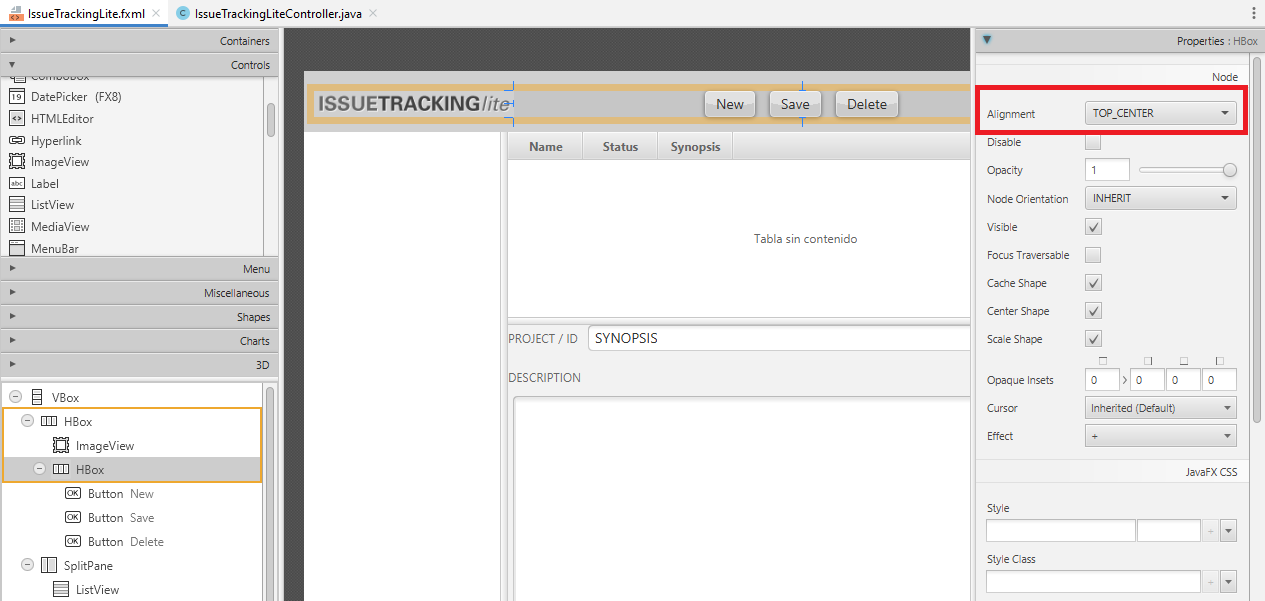 IssueTrackingLite.fxml
IssueTrackingLiteController.java
Containers
Controls
ComboBox
DatePicker (FX8)
HTMLEditor
Hyperlink
ImageView
Label
ListView
MediaView
MenuBar
Menu
Miscellaneous
Shapes
Charts
3D
VBox
HBox
ImageView
HBox
OK Button New
OK Button Save
OK Button Delete
SplitPane
ListView
ISSUETRACKINGlite
New Save Delete
Name Status Synopsis
Tabla sin contenido
PROJECT / ID SYNOPSIS
DESCRIPTION
Properties : HBox
Node
Alignment TOP_CENTER
Disable
Opacity 1
Node Orientation INHERIT
Visible
Focus Traversable
Cache Shape
Center Shape
Scale Shape
Opaque Insets 0 0 0 0
Cursor Inherited (Default)
Effect +
JavaFX CSS
Style
Style Class